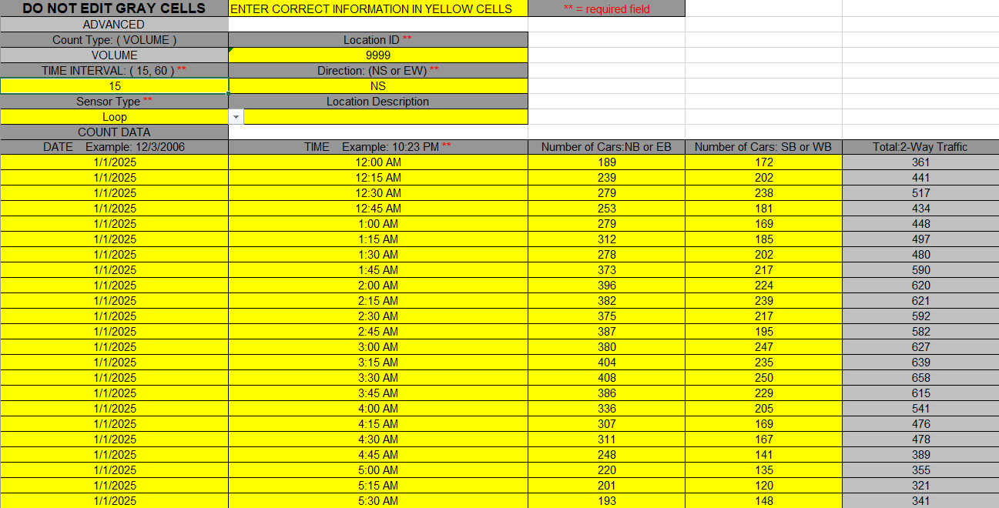 DO NOT EDIT GRAY CELLS ENTER CORRECT INFORMATION IN YELLOW CELLS ** = required field
ADVANCED
Count Type: ( VOLUME ) Location ID **
VOLUME 9999
TIME INTERVAL: ( 15, 60 ) ** Direction: (NS or EW) **
15 NS
Sensor Type ** Location Description
Loop
COUNT DATA
DATE Example: 12/3/2006 TIME Example: 10:23 PM ** Number of Cars:NB or EB Number of Cars: SB or WB Total:2-Way Traffic
1/1/2025 12:00 AM 189 172 361
1/1/2025 12:15 AM 239 202 441
1/1/2025 12:30 AM 279 238 517
1/1/2025 12:45 AM 253 181 434
1/1/2025 1:00 AM 279 169 448
1/1/2025 1:15 AM 312 185 497
1/1/2025 1:30 AM 278 202 480
1/1/2025 1:45 AM 373 217 590
1/1/2025 2:00 AM 396 224 620
1/1/2025 2:15 AM 382 239 621
1/1/2025 2:30 AM 375 217 592
1/1/2025 2:45 AM 387 195 582
1/1/2025 3:00 AM 380 247 627
1/1/2025 3:15 AM 404 235 639
1/1/2025 3:30 AM 408 250 658
1/1/2025 3:45 AM 386 229 615
1/1/2025 4:00 AM 336 205 541
1/1/2025 4:15 AM 307 169 476
1/1/2025 4:30 AM 311 167 478
1/1/2025 4:45 AM 248 141 389
1/1/2025 5:00 AM 220 135 355
1/1/2025 5:15 AM 201 120 321
1/1/2025 5:30 AM 193 148 341